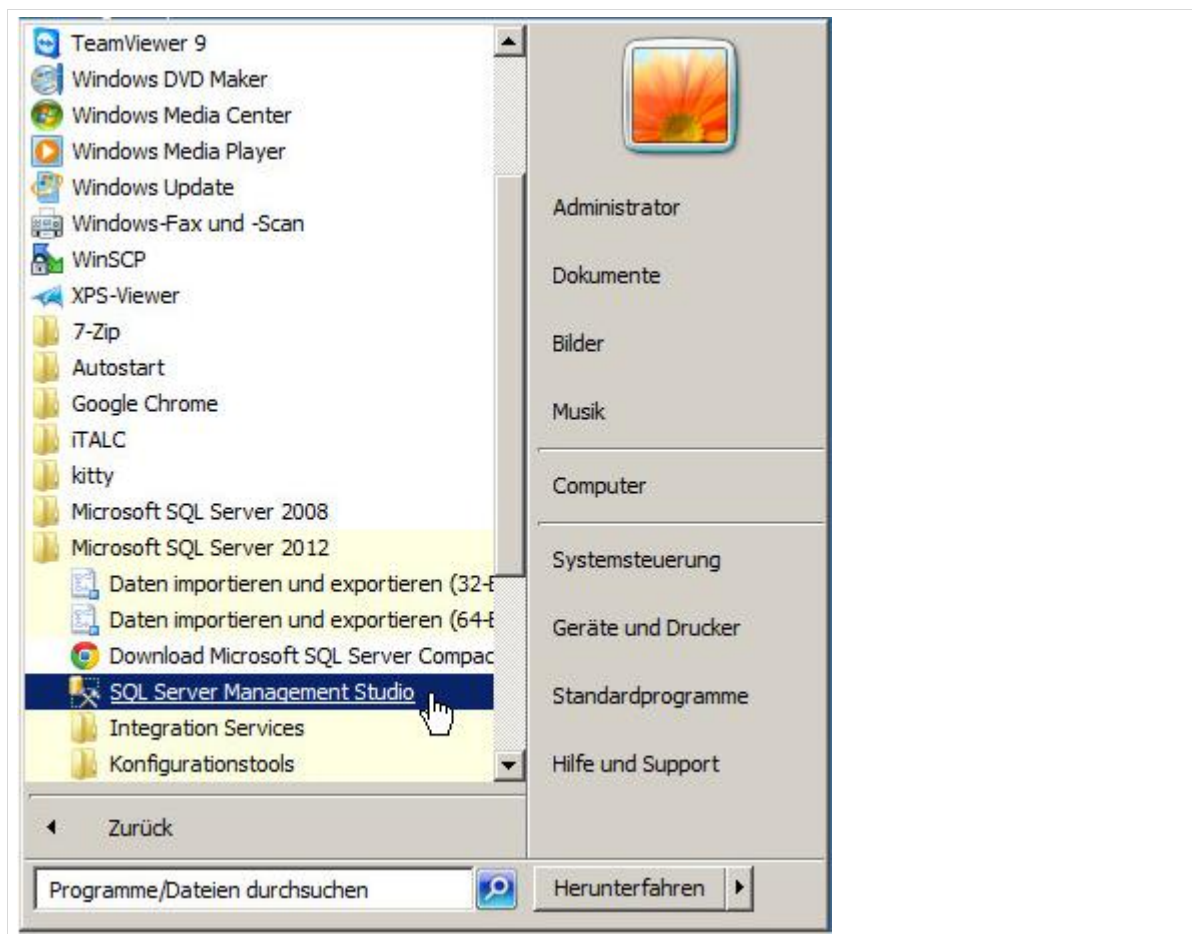 TeamViewer 9
Windows DVD Maker
Windows Media Center
Windows Media Player
Windows Update
Windows-Fax und -Scan
WinSCP
XPS-Viewer
7-Zip
Autostart
Google Chrome
iTALC
kitty
Microsoft SQL Server 2008
Microsoft SQL Server 2012
Daten importieren und exportieren (32-
Daten importieren und exportieren (64-
Download Microsoft SQL Server Compac
SQL Server Management Studio
Integration Services
Konfigurationstools
Zurück
Programme/Dateien durchsuchen
Administrator
Dokumente
Bilder
Musik
Computer
Systemsteuerung
Geräte und Drucker
Standardprogramme
Hilfe und Support
Herunterfahren